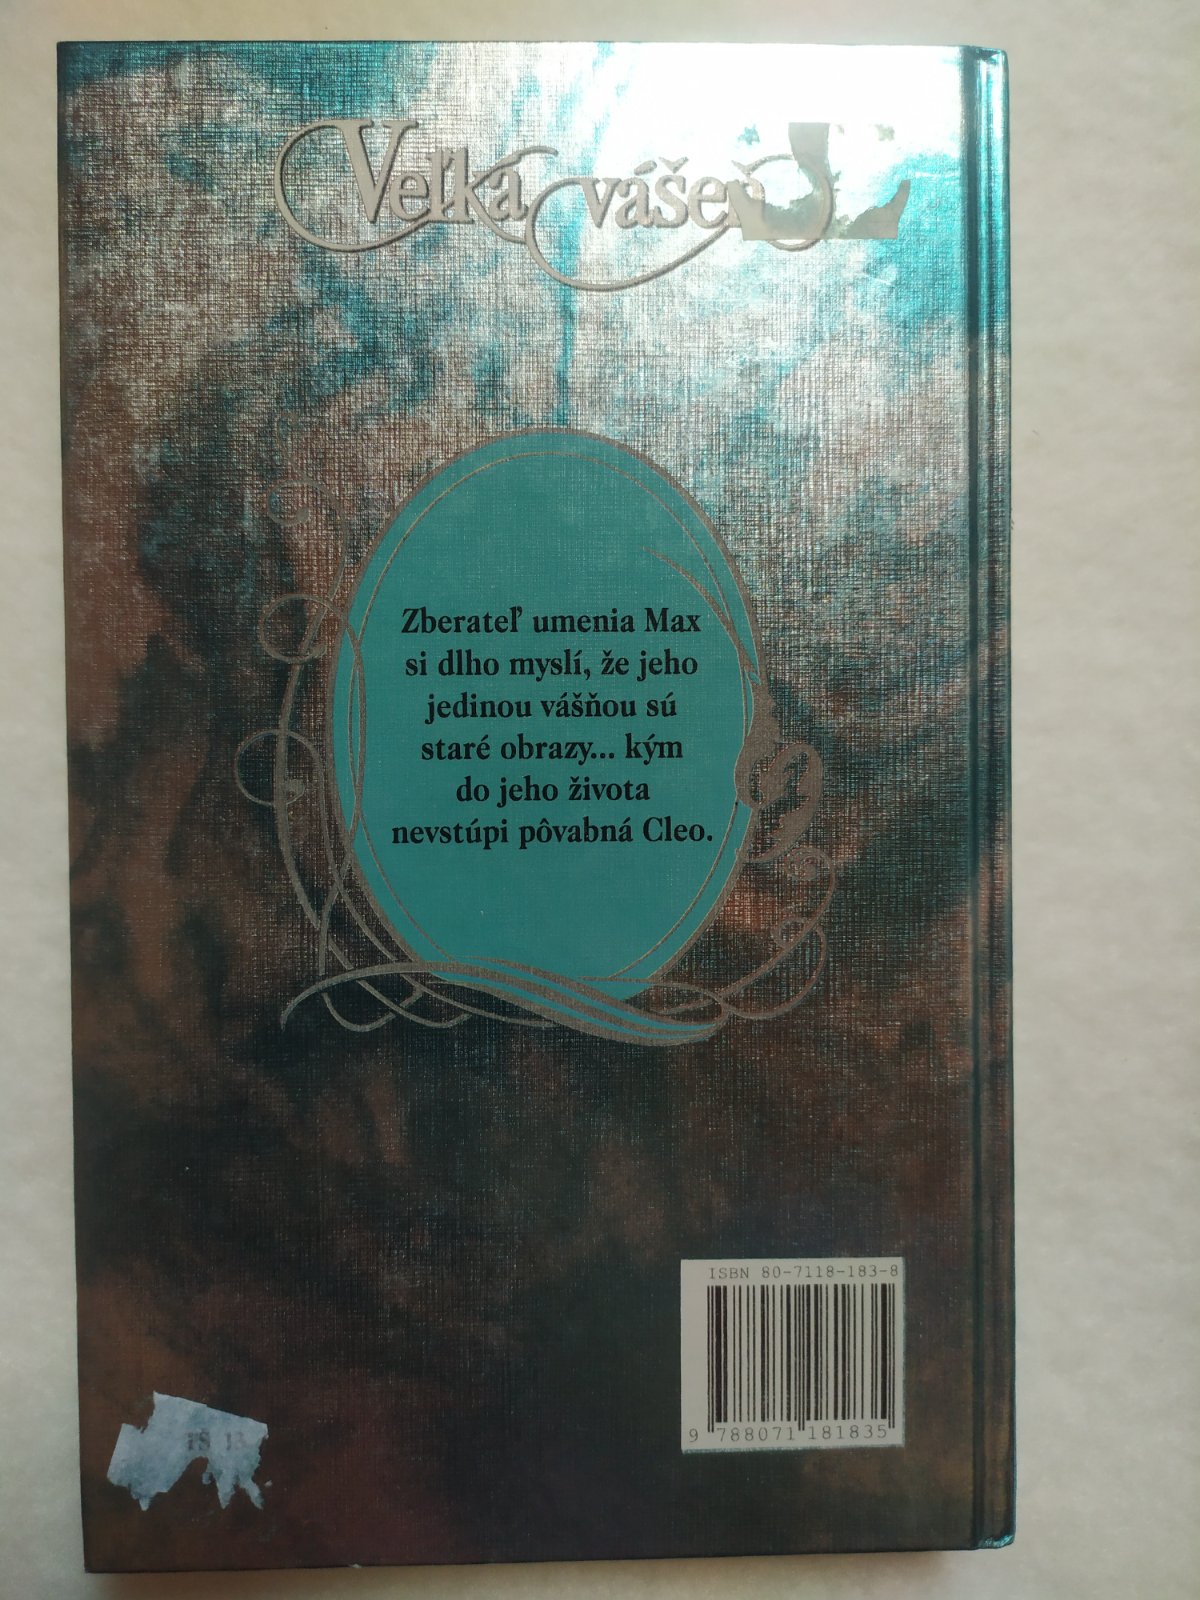 Veľká vášeň
Zberateľ umenia Max
si dlho myslí, že jeho
jedinou vášňou sú
staré obrazy... kým
do jeho života
nevstúpi pôvabná Cleo.
ISBN 80-7118-183-8
9 788071 181835